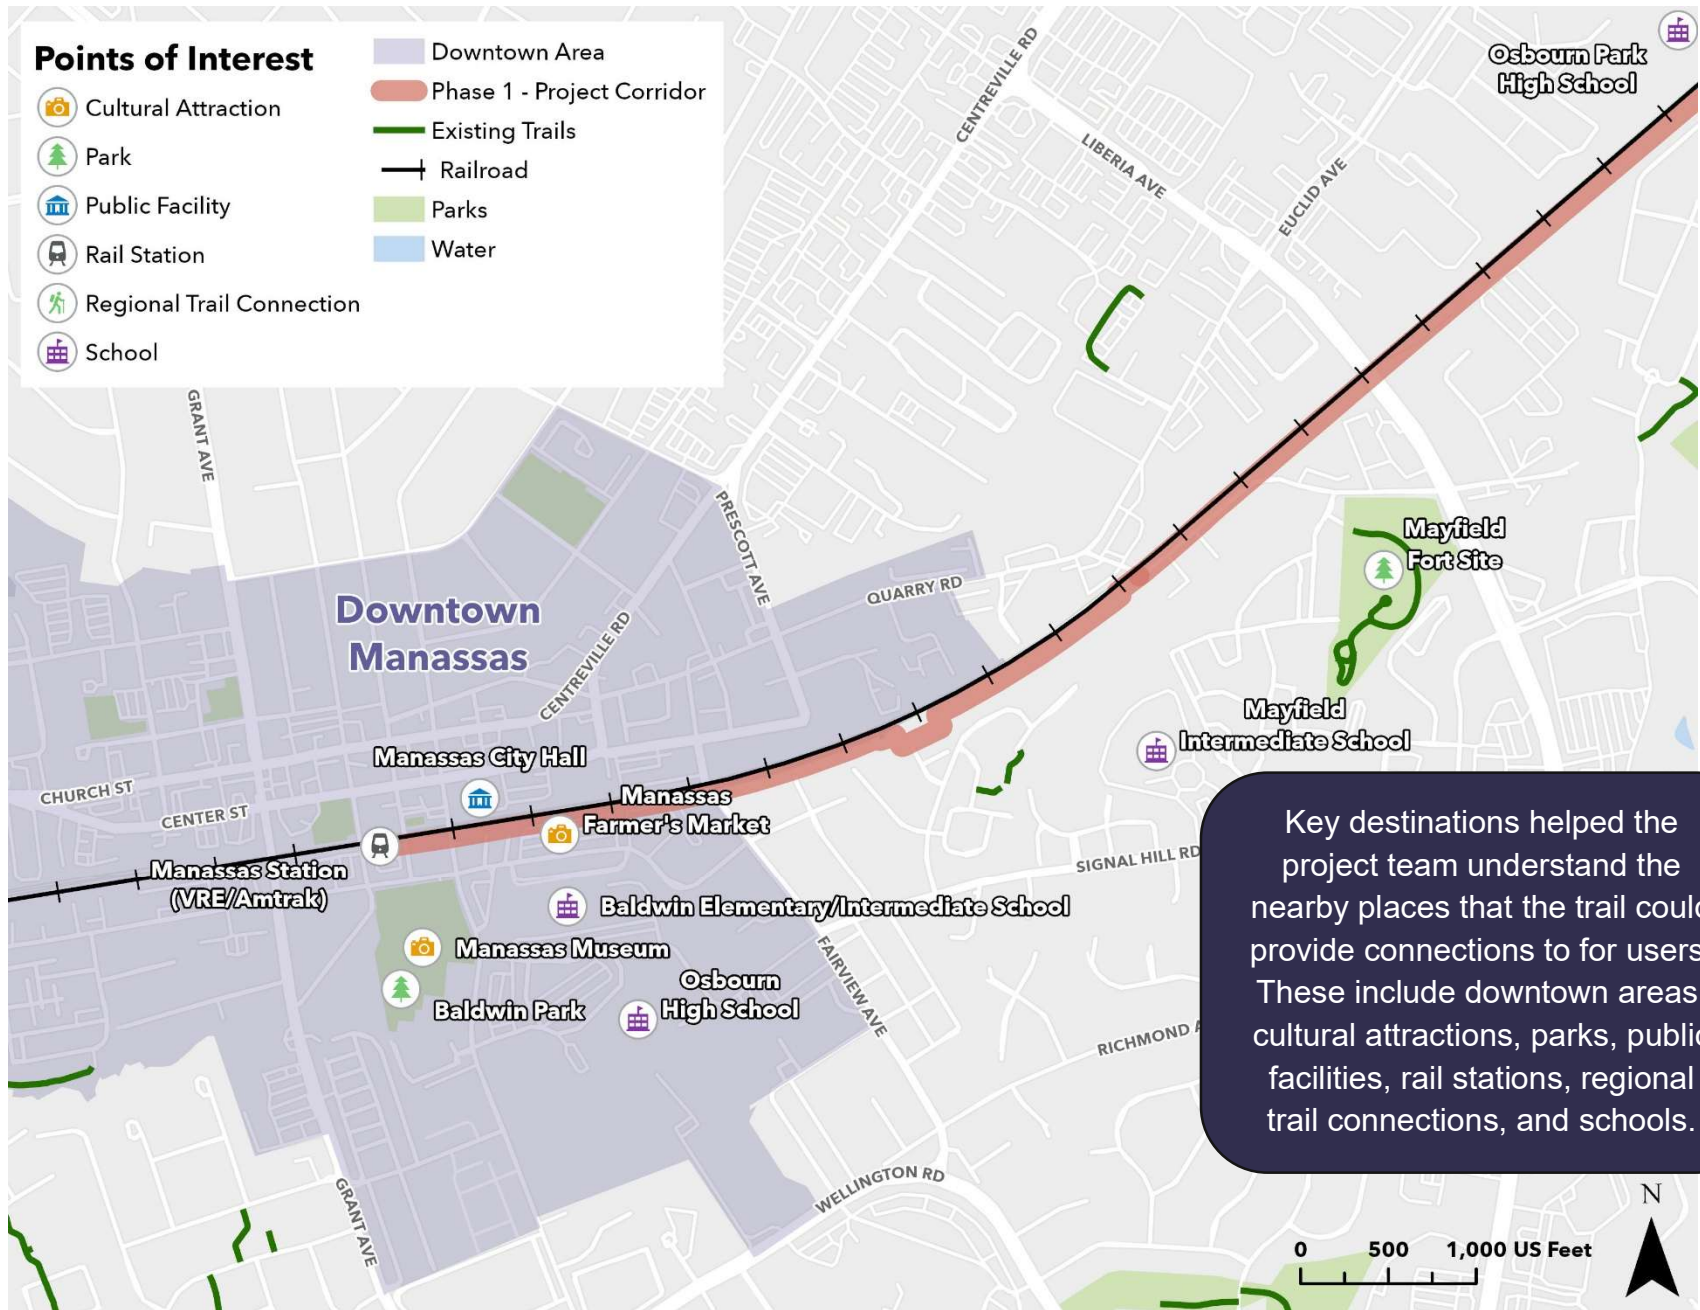 Points of Interest
Cultural Attraction
Park
Public Facility
Rail Station
Regional Trail Connection
School
Downtown Area
Phase 1 - Project Corridor
Existing Trails
Railroad
Parks
Water
Osbourn Park
High School
CENTREVILLE RD
LIBERIA AVE
EUCLID AVE
GRANT AVE
PRESCOTT AVE
QUARRY RD
Mayfield
Fort Site
Downtown
Manassas
CENTREVILLE RD
Mayfield
Intermediate School
Manassas City Hall
CHURCH ST
CENTER ST
Manassas
Farmer's Market
Manassas Station
(VRE/Amtrak)
SIGNAL HILL RD
Baldwin Elementary/Intermediate School
Manassas Museum
FAIRVIEW AVE
Osbourn
High School
Baldwin Park
RICHMOND A
WELLINGTON RD
GRANT AVE
Key destinations helped the
project team understand the
nearby places that the trail could
provide connections to for users
These include downtown areas
cultural attractions, parks, public
facilities, rail stations, regional
trail connections, and schools.
N
0 500 1,000 US Feet